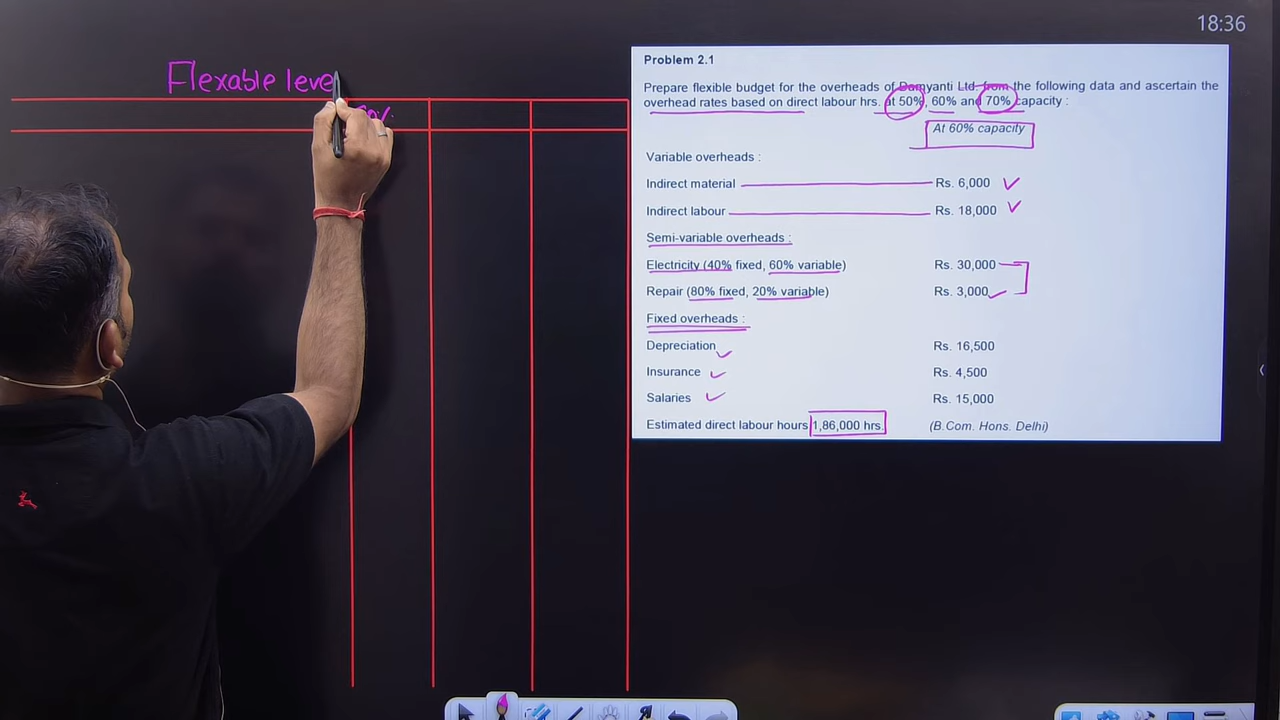 18:36
Flexable leve
Problem 2.1
Prepare flexible budget for the overheads of Damyanti Ltd. from the following data and ascertain the
overhead rates based on direct labour hrs. at 50%, 60% and 70% capacity :
At 60% capacity
Variable overheads :
Indirect material Rs. 6,000
Indirect labour Rs. 18,000
Semi-variable overheads :
Electricity (40% fixed, 60% variable) Rs. 30,000
Repair (80% fixed, 20% variable) Rs. 3,000
Fixed overheads :
Depreciation Rs. 16,500
Insurance Rs. 4,500
Salaries Rs. 15,000
Estimated direct labour hours 1,86,000 hrs. (B.Com. Hons. Delhi)